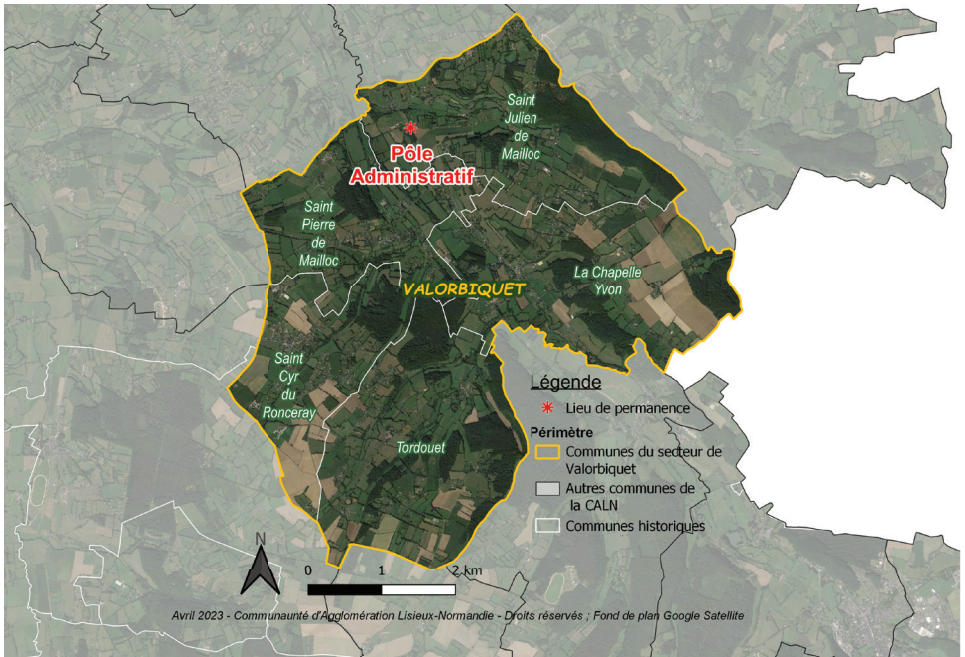 Saint
Julien
de
Mailloc
Pôle
Administratif
Saint
Pierre
de
Mailloc
La Chapelle
Yvon
VALORBIQUET
Saint
Cyr
du
Ronceray
Tordouet
Légende
Lieu de permanence
Périmètre
Communes du secteur de
Valorbiquet
Autres communes de
la CALN
Communes historiques
N
0 1 2 km
Avril 2023 - Communaunté d'Agglomération Lisieux-Normandie - Droits réservés ; Fond de plan Google Satellite